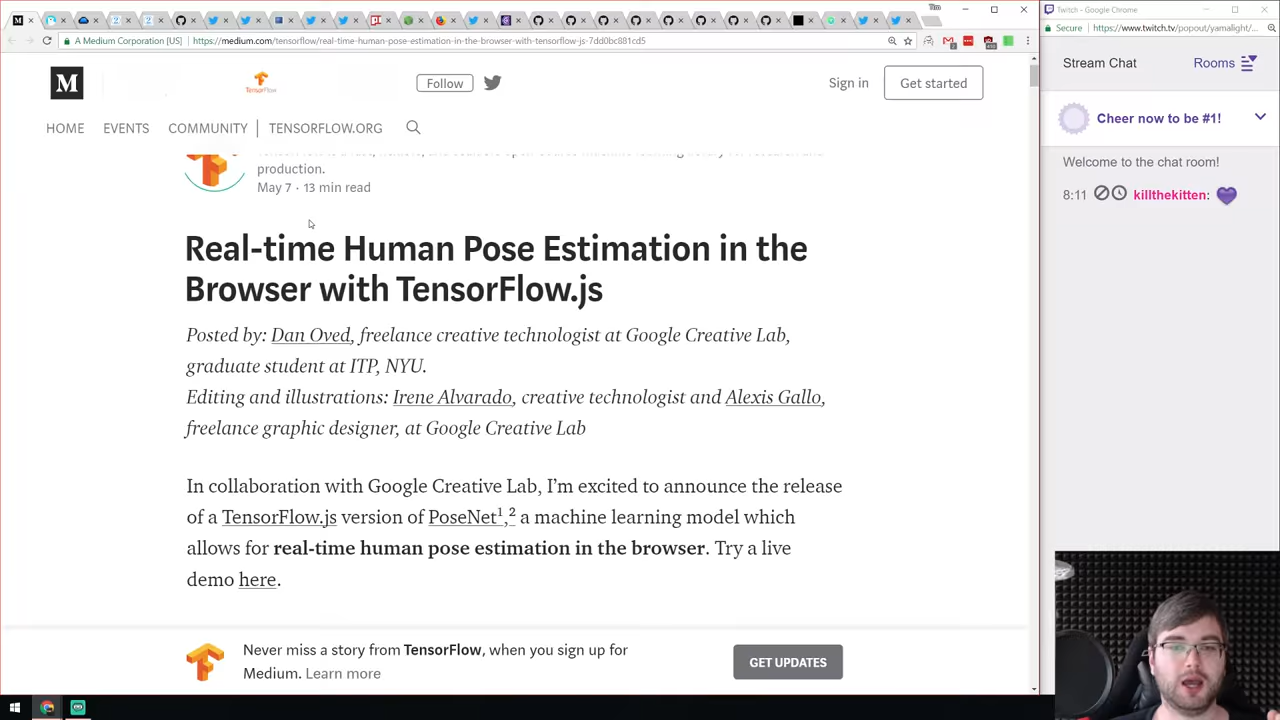 Tim
Twitch - Google Chrome
A Medium Corporation [US]
https://medium.com/tensorflow/real-time-human-pose-estimation-in-the-browser-with-tensorflow-js-7dd0bc881cd5
Secure
https://www.twitch.tv/popout/yamalight/...
M
TensorFlow
Follow
Sign in
Get started
HOME
EVENTS
COMMUNITY
TENSORFLOW.ORG
production.
May 7 · 13 min read
Real-time Human Pose Estimation in the
Browser with TensorFlow.js
Posted by: Dan Oved, freelance creative technologist at Google Creative Lab,
graduate student at ITP, NYU.
Editing and illustrations: Irene Alvarado, creative technologist and Alexis Gallo,
freelance graphic designer, at Google Creative Lab
In collaboration with Google Creative Lab, I’m excited to announce the release
of a TensorFlow.js version of PoseNet1,2 a machine learning model which
allows for real-time human pose estimation in the browser. Try a live
demo here.
Never miss a story from TensorFlow, when you sign up for
Medium. Learn more
GET UPDATES
Stream Chat
Rooms
Cheer now to be #1!
Welcome to the chat room!
8:11 killthekitten: